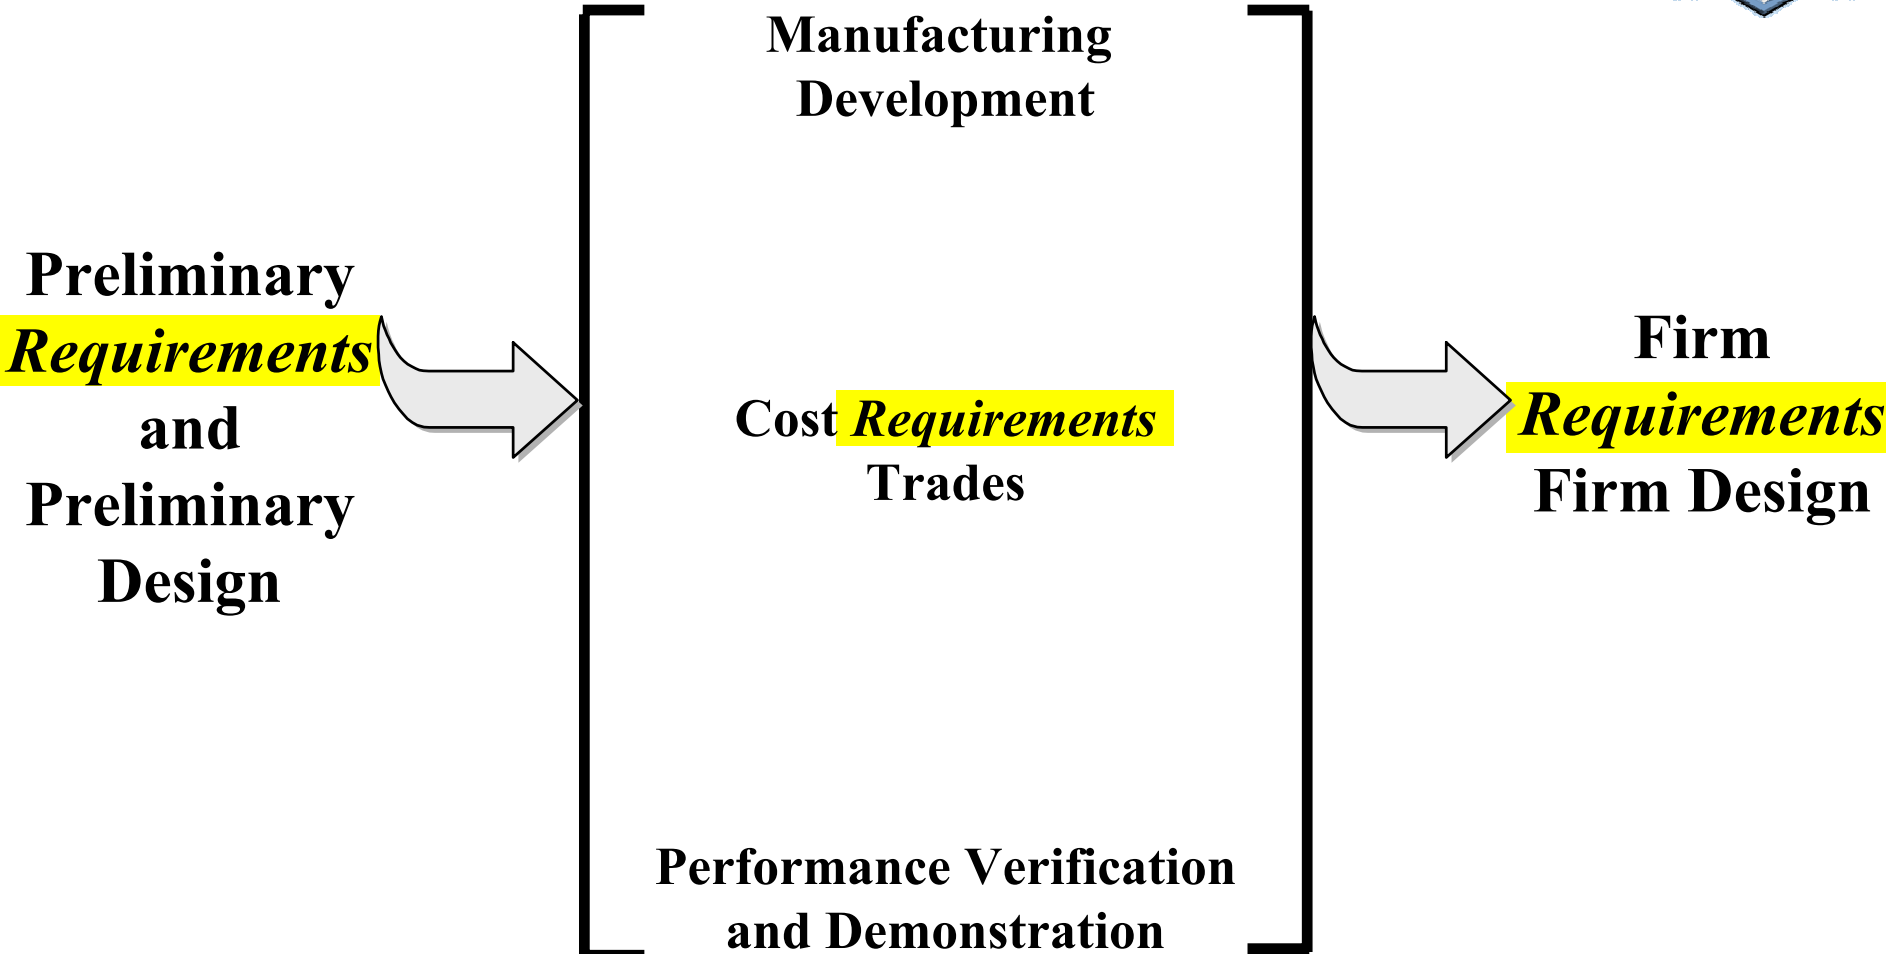 Manufacturing
Development
Preliminary
Requirements
and
Preliminary
Design
Cost Requirements
Trades
Performance Verification
and Demonstration
Firm
Requirements
Firm Design